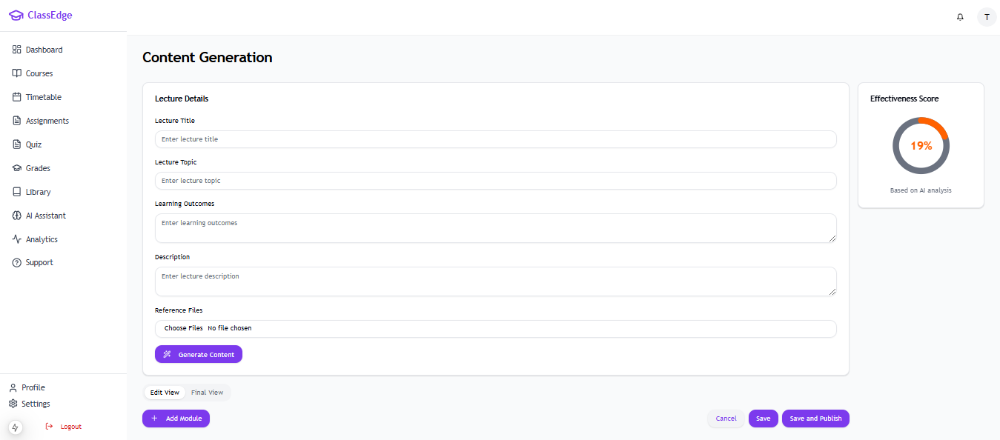 ClassEdge
T
Dashboard
Courses
Timetable
Assignments
Quiz
Grades
Library
AI Assistant
Analytics
Support
Profile
Settings
Logout
Content Generation
Lecture Details
Lecture Title
Enter lecture title
Lecture Topic
Enter lecture topic
Learning Outcomes
Enter learning outcomes
Description
Enter lecture description
Reference Files
Choose Files No file chosen
Generate Content
Edit View Final View
Add Module
Cancel Save Save and Publish
Effectiveness Score
19%
Based on AI analysis